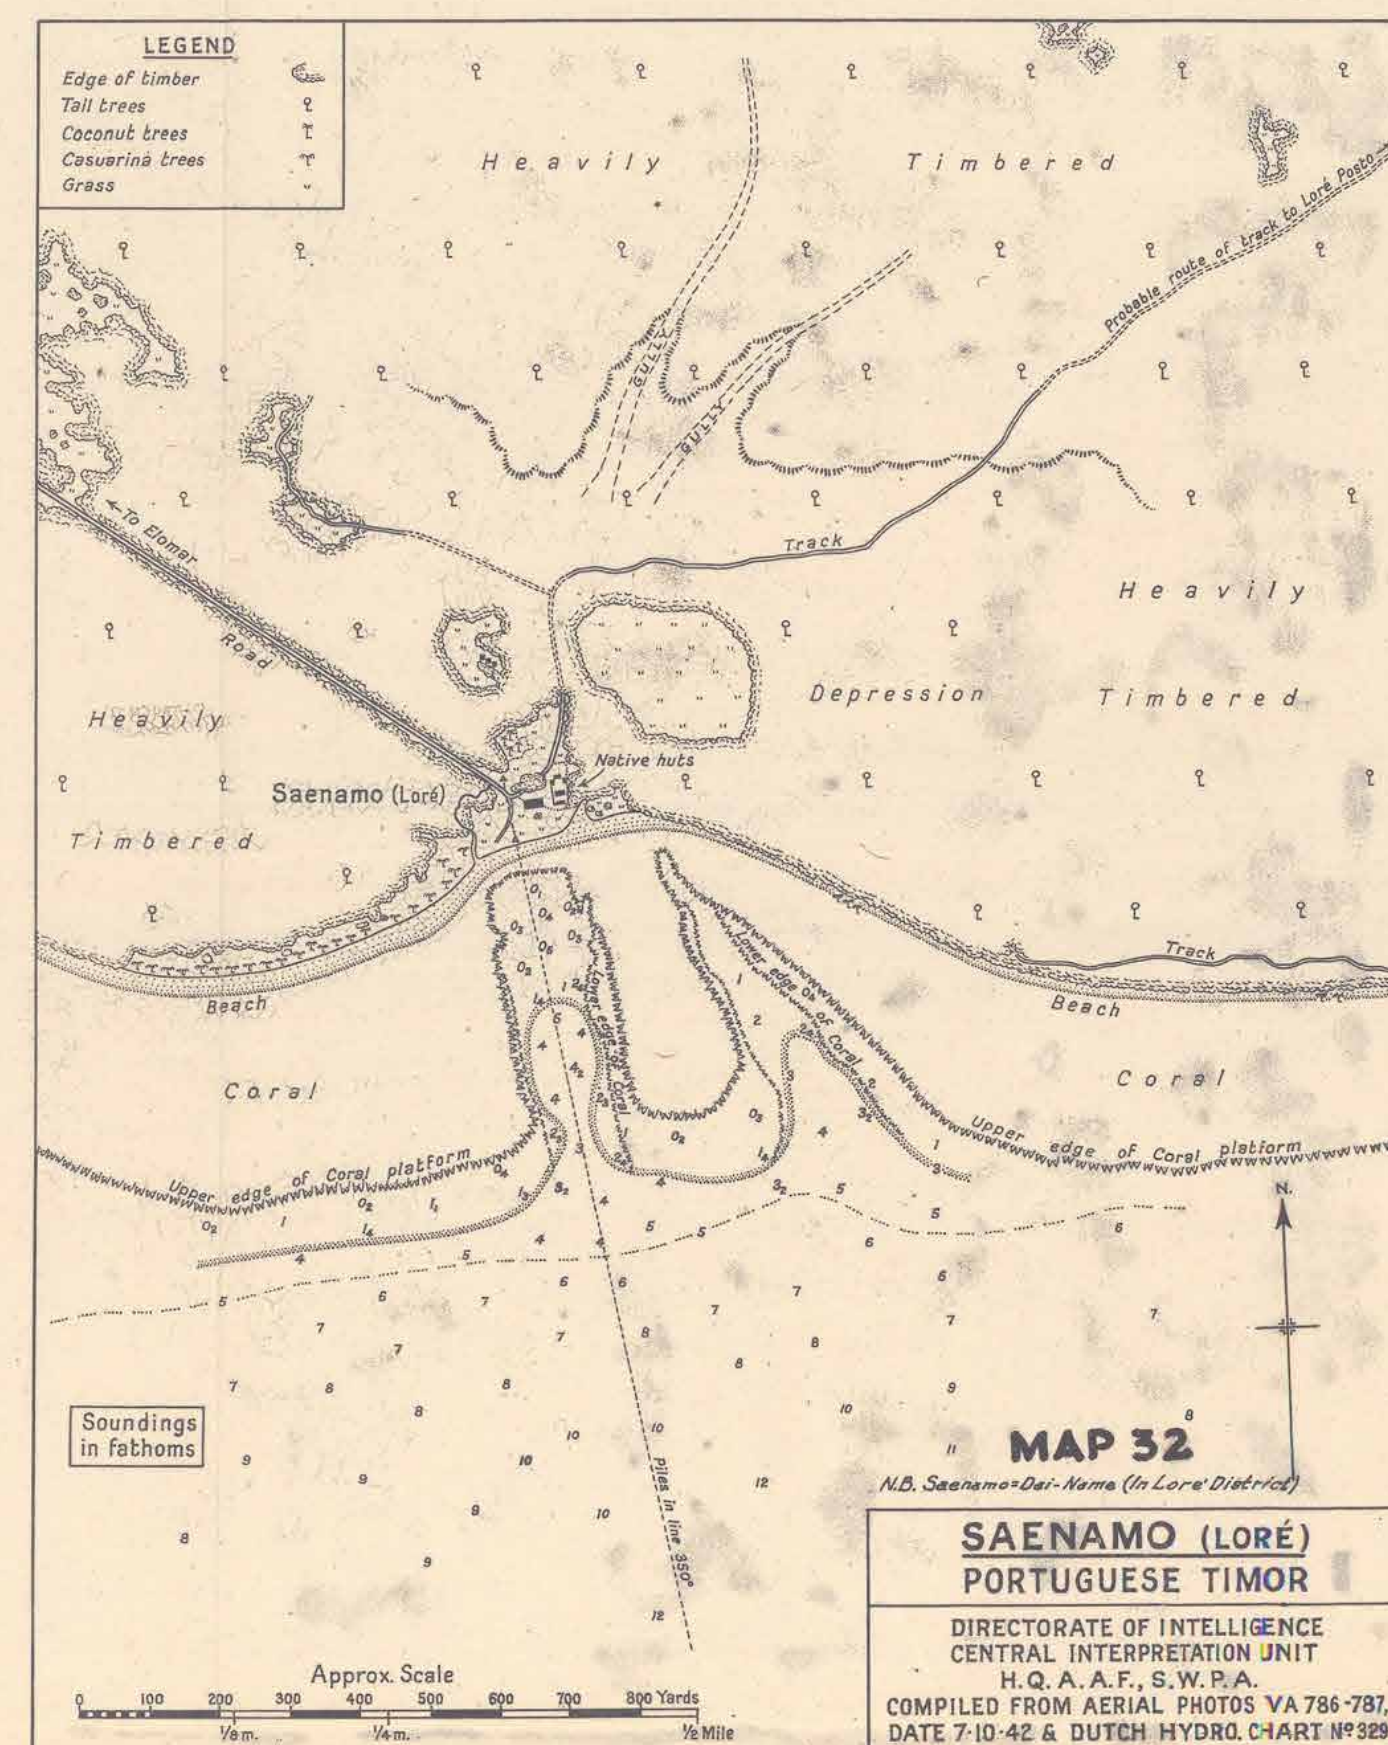 LEGEND
Edge of timber
Tall trees
Coconut trees
Casuarina trees
Grass
Heavily Timbered
Probable route of track to Loré Posto
GULLY
GULLY
To Elomar
Road
Track
Heavily
Timbered
Depression
Heavily
Timbered
Native huts
Saenamo (Loré)
Track
Beach
Beach
Lower edge of Coral
Lower edge of Coral
Coral
Coral
Upper edge of Coral platform
Upper edge of Coral platform
N.
Soundings
in fathoms
Piles in line 350°
MAP 32
N.B. Saenamo=Dai-Name (In Lore' District)
SAENAMO (LORÉ)
PORTUGUESE TIMOR
DIRECTORATE OF INTELLIGENCE
CENTRAL INTERPRETATION UNIT
H.Q. A.A.F., S.W.P.A.
COMPILED FROM AERIAL PHOTOS VA 786-787,
DATE 7·10·42 & DUTCH HYDRO. CHART Nº 329
Approx. Scale
0 100 200 300 400 500 600 700 800 Yards
1/8 m. 1/4 m. 1/2 Mile